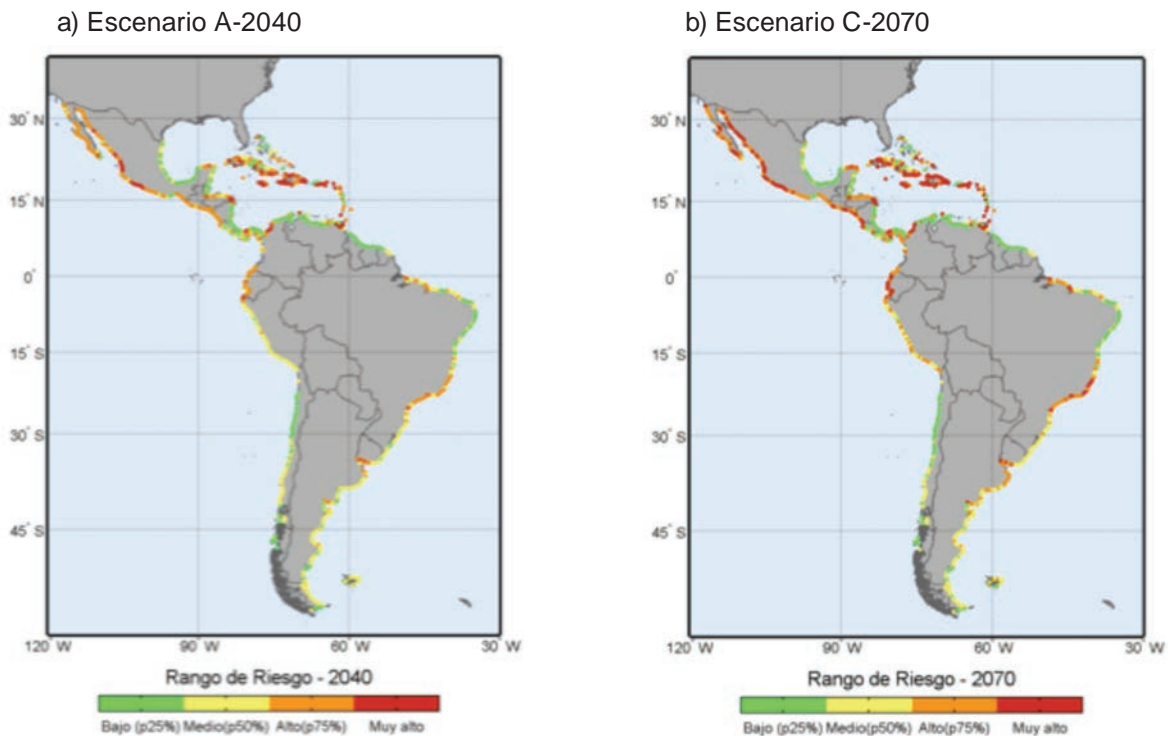 a) Escenario A-2040
b) Escenario C-2070
30° N
15° N
0°
15° S
30° S
45° S
120° W
90° W
60° W
30° W
Rango de Riesgo - 2040
Bajo (p25%) Medio(p50%) Alto(p75%) Muy alto
30° N
15° N
0°
15° S
30° S
45° S
120° W
90° W
60° W
30° W
Rango de Riesgo - 2070
Bajo (p25%) Medio(p50%) Alto(p75%) Muy alto